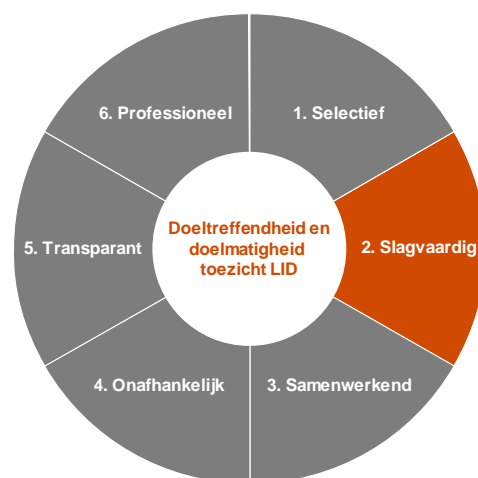 6. Professioneel
1. Selectief
Doeltreffendheid en
doelmatigheid
toezicht LID
5. Transparant
2. Slagvaardig
4. Onafhankelijk
3. Samenwerkend